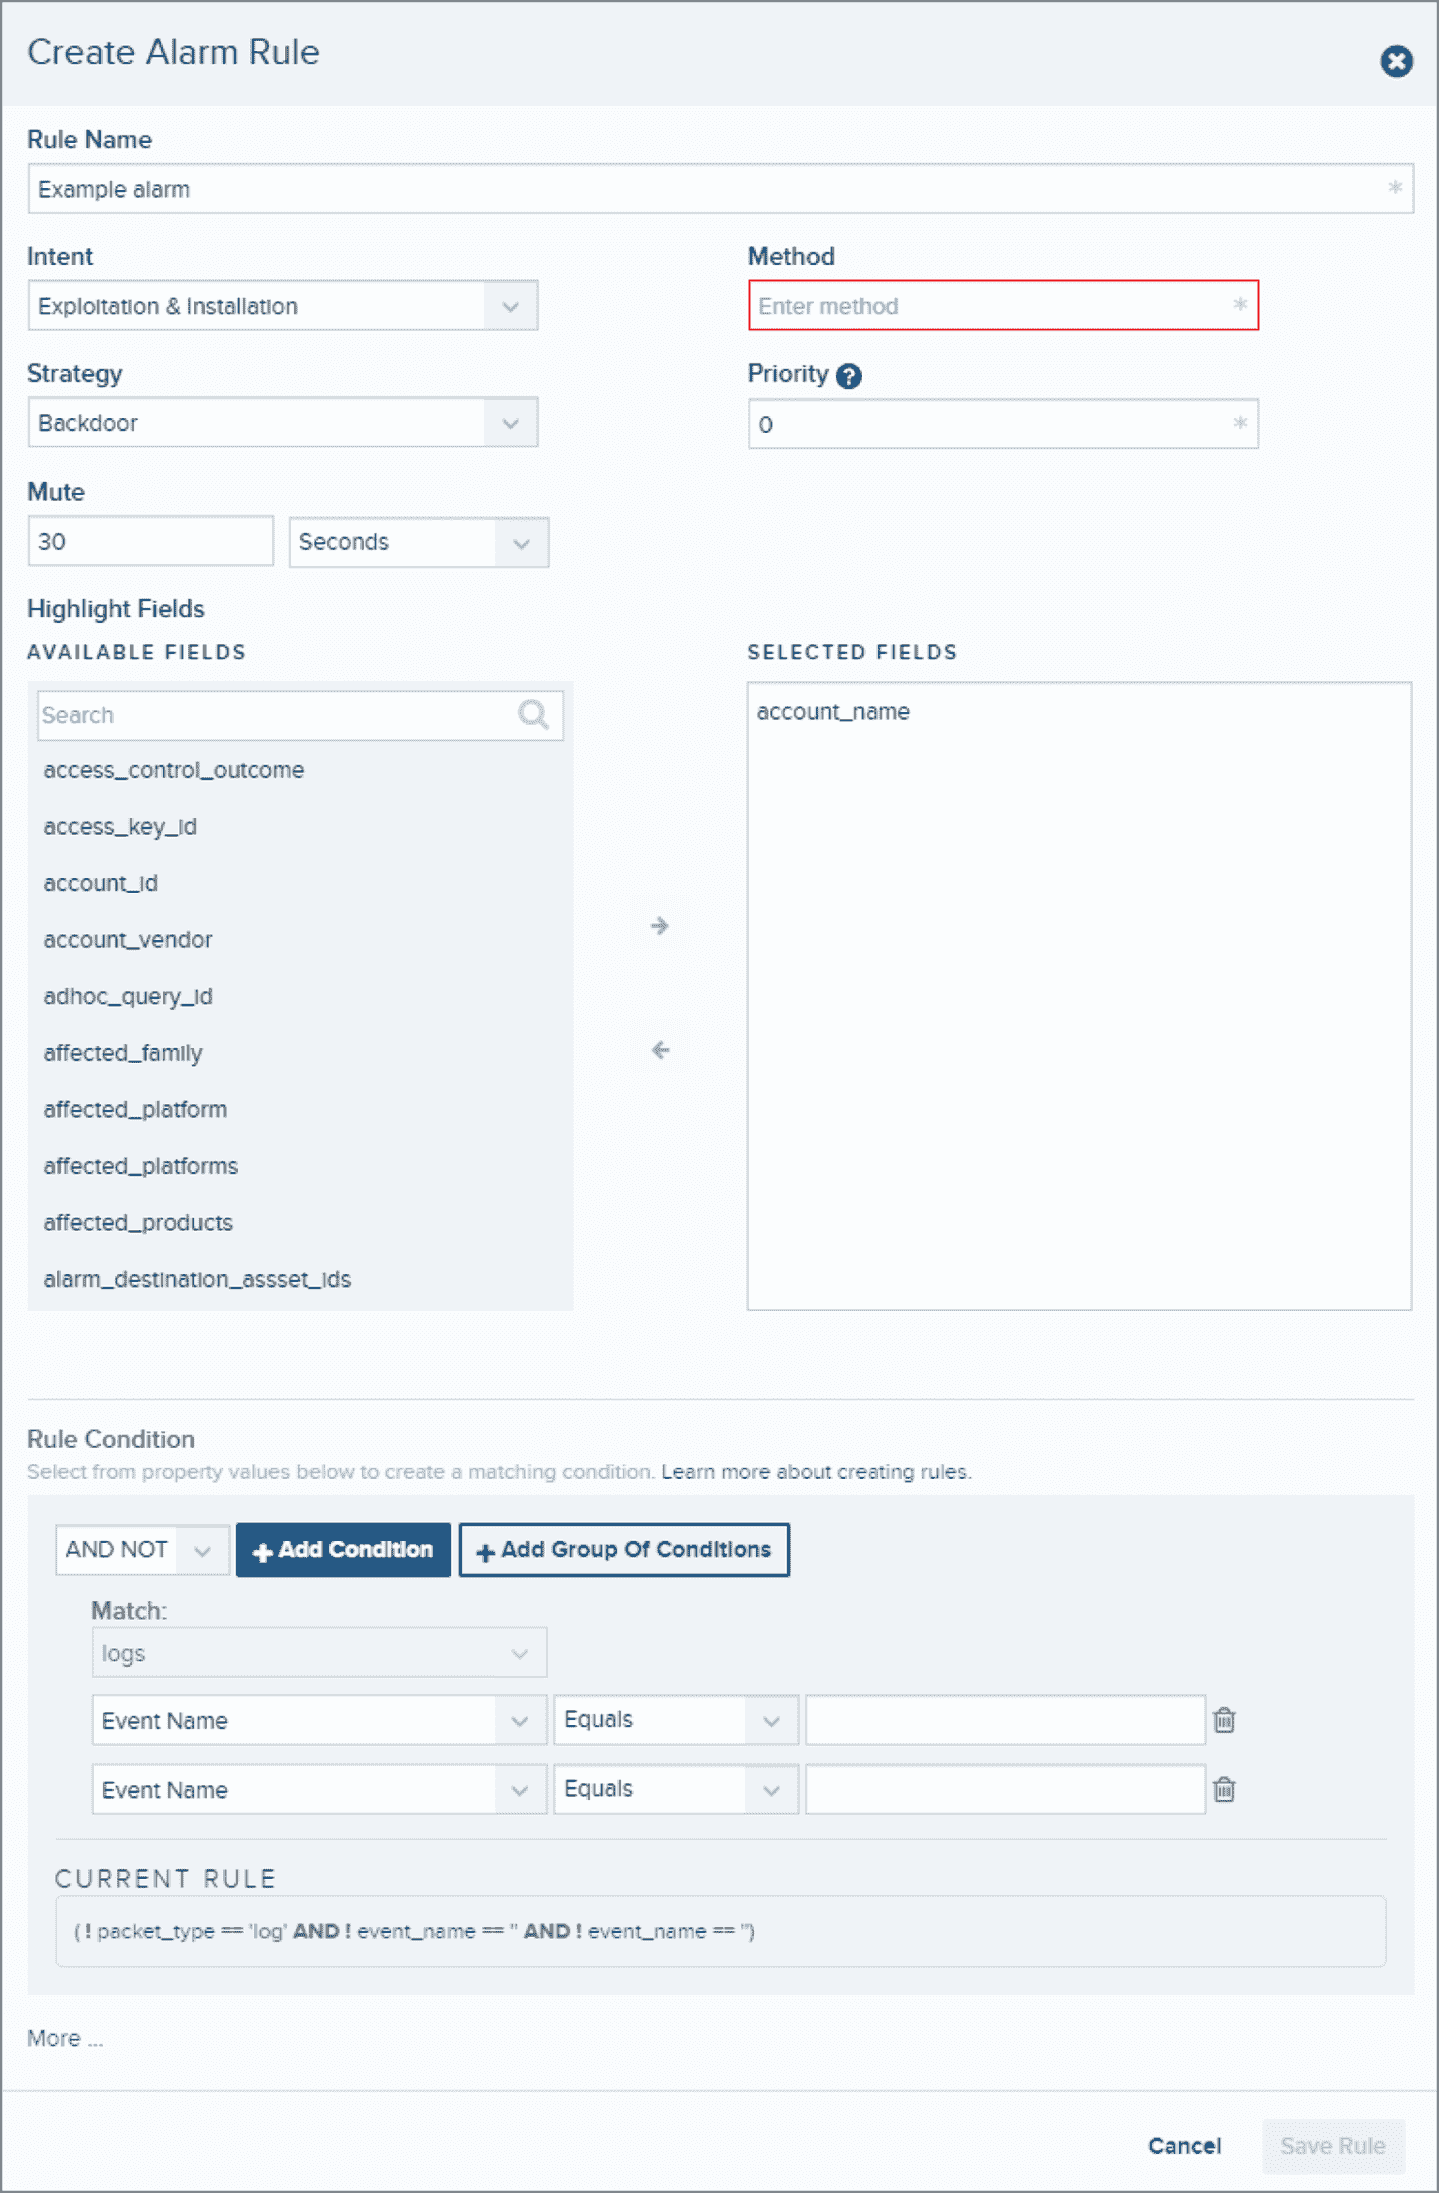 Create Alarm Rule
Rule Name
Example alarm *
Intent Method
Exploitation & Installation Enter method *
Strategy Priority ?
Backdoor 0 *
Mute
30 Seconds
Highlight Fields
AVAILABLE FIELDS SELECTED FIELDS
Search account_name
access_control_outcome
access_key_id
account_id
account_vendor
adhoc_query_id
affected_family
affected_platform
affected_platforms
affected_products
alarm_destination_assset_ids
Rule Condition
Select from property values below to create a matching condition. Learn more about creating rules.
AND NOT + Add Condition + Add Group Of Conditions
Match:
logs
Event Name Equals
Event Name Equals
CURRENT RULE
( ! packet_type == 'log' AND ! event_name == '' AND ! event_name == '')
More ...
Cancel Save Rule